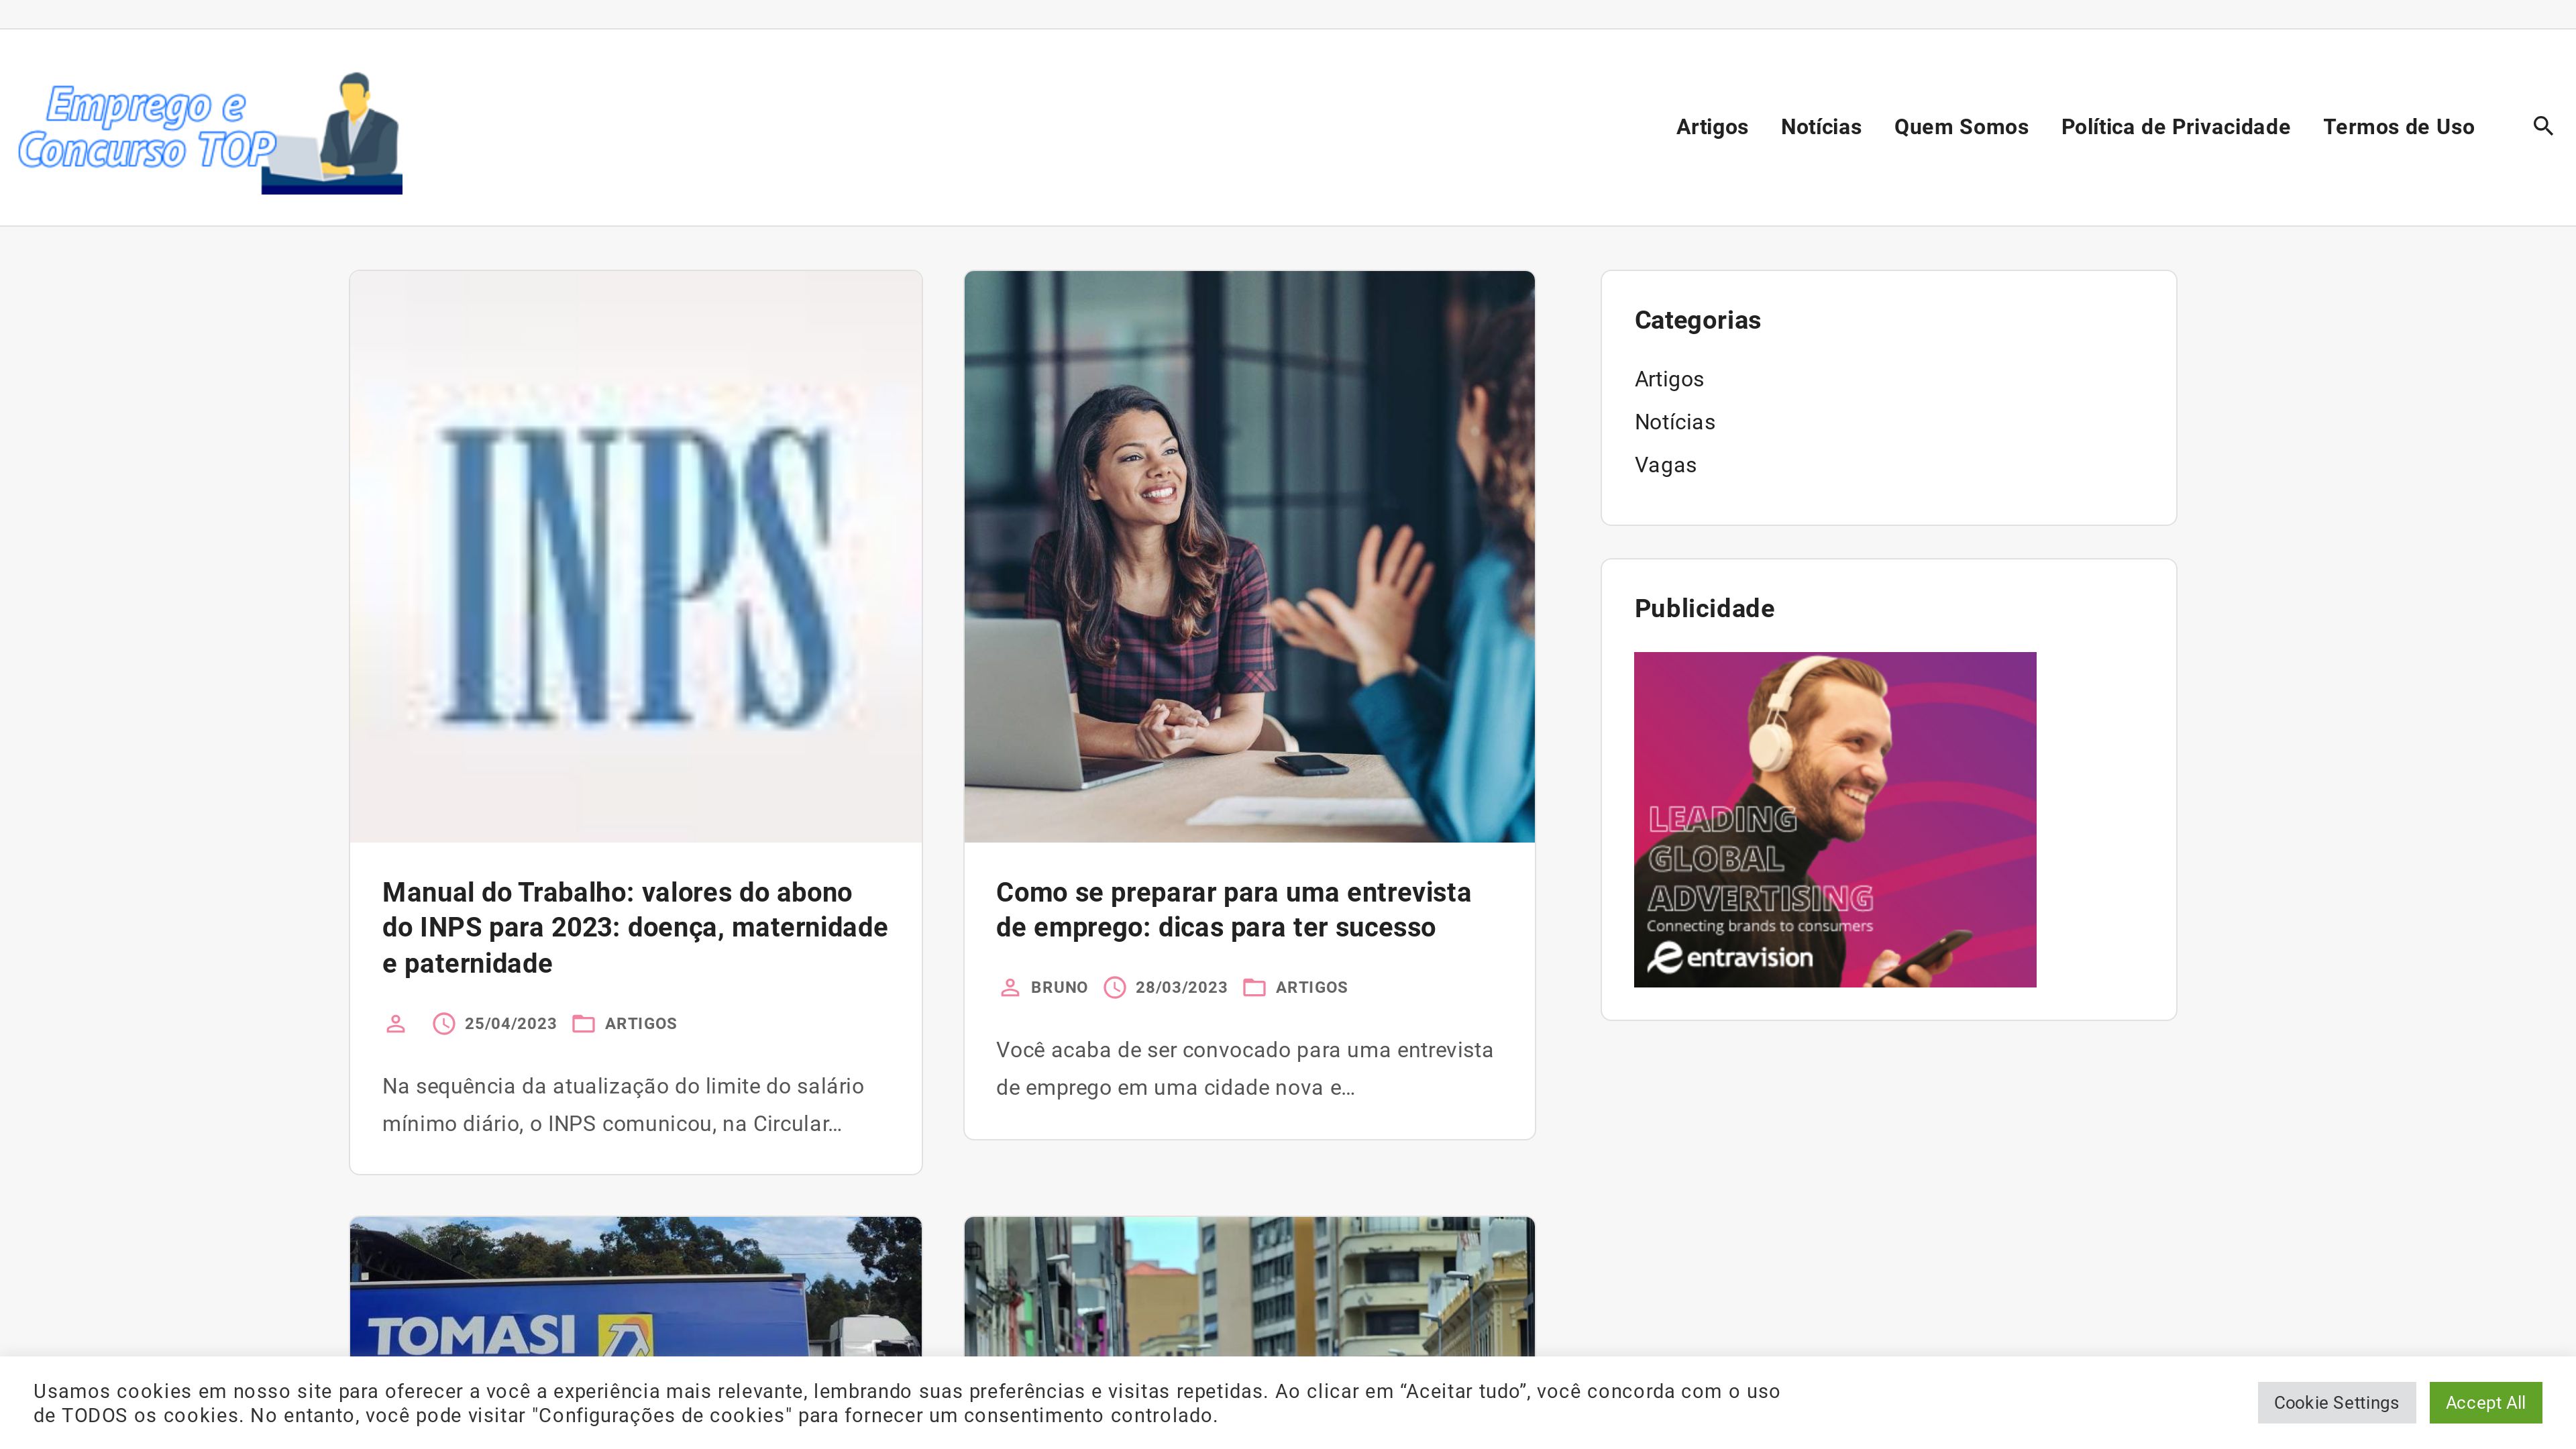 Emprego e
Concurso TOP
Artigos
Notícias
Quem Somos
Política de Privacidade
Termos de Uso
INPS
Manual do Trabalho: valores do abono
do INPS para 2023: doença, maternidade
e paternidade
25/04/2023
ARTIGOS
Na sequência da atualização do limite do salário
mínimo diário, o INPS comunicou, na Circular...
Como se preparar para uma entrevista
de emprego: dicas para ter sucesso
BRUNO
28/03/2023
ARTIGOS
Você acaba de ser convocado para uma entrevista
de emprego em uma cidade nova e...
Categorias
Artigos
Notícias
Vagas
Publicidade
LEADING
GLOBAL
ADVERTISING
Connecting brands to consumers
entravision
TOMASI
Usamos cookies em nosso site para oferecer a você a experiência mais relevante, lembrando suas preferências e visitas repetidas. Ao clicar em “Aceitar tudo”, você concorda com o uso
de TODOS os cookies. No entanto, você pode visitar "Configurações de cookies" para fornecer um consentimento controlado.
Cookie Settings
Accept All